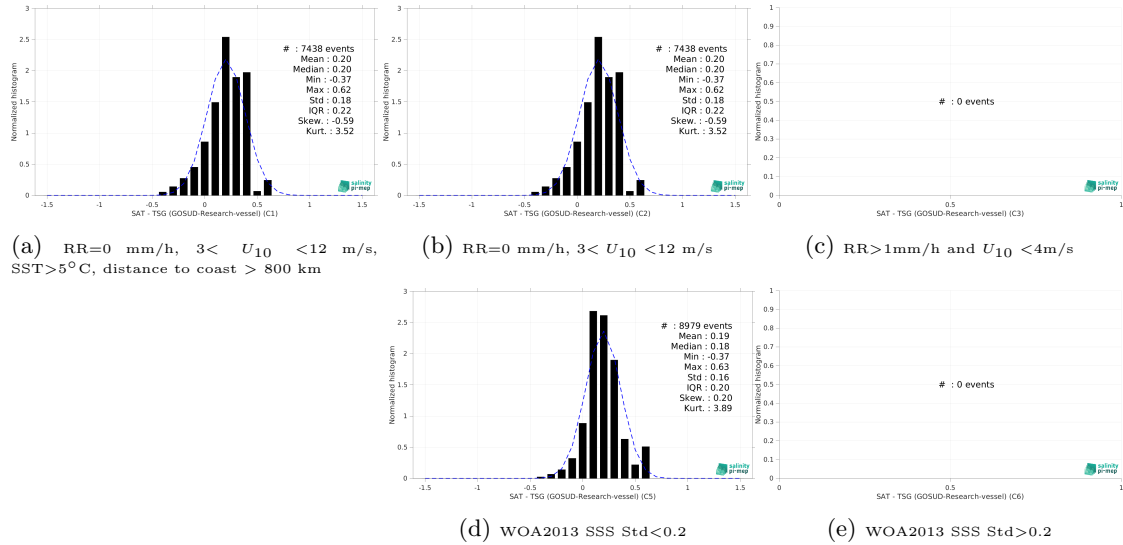 3
2.5
2
1.5
1
0.5
0
Normalized histogram
-1.5 -1 -0.5 0 0.5 1 1.5
SAT - TSG (GOSUD-Research-vessel) (C1)
# : 7438 events
Mean : 0.20
Median : 0.20
Min : -0.37
Max : 0.62
Std : 0.18
IQR : 0.22
Skew. : -0.59
Kurt. : 3.52
salinity
pi-mep
(a) RR=0 mm/h, 3< U10 <12 m/s,
SST>5°C, distance to coast > 800 km
3
2.5
2
1.5
1
0.5
0
Normalized histogram
-1.5 -1 -0.5 0 0.5 1 1.5
SAT - TSG (GOSUD-Research-vessel) (C2)
# : 7438 events
Mean : 0.20
Median : 0.20
Min : -0.37
Max : 0.62
Std : 0.18
IQR : 0.22
Skew. : -0.59
Kurt. : 3.52
salinity
pi-mep
(b) RR=0 mm/h, 3< U10 <12 m/s
1
0.9
0.8
0.7
0.6
0.5
0.4
0.3
0.2
0.1
0
Normalized histogram
0 0.5 1
SAT - TSG (GOSUD-Research-vessel) (C3)
# : 0 events
salinity
pi-mep
(c) RR>1mm/h and U10 <4m/s
3
2.5
2
1.5
1
0.5
0
Normalized histogram
-1.5 -1 -0.5 0 0.5 1 1.5
SAT - TSG (GOSUD-Research-vessel) (C5)
# : 8979 events
Mean : 0.19
Median : 0.18
Min : -0.37
Max : 0.63
Std : 0.16
IQR : 0.20
Skew. : 0.20
Kurt. : 3.89
salinity
pi-mep
(d) WOA2013 SSS Std<0.2
1
0.9
0.8
0.7
0.6
0.5
0.4
0.3
0.2
0.1
0
Normalized histogram
0 0.5 1
SAT - TSG (GOSUD-Research-vessel) (C6)
# : 0 events
salinity
pi-mep
(e) WOA2013 SSS Std>0.2